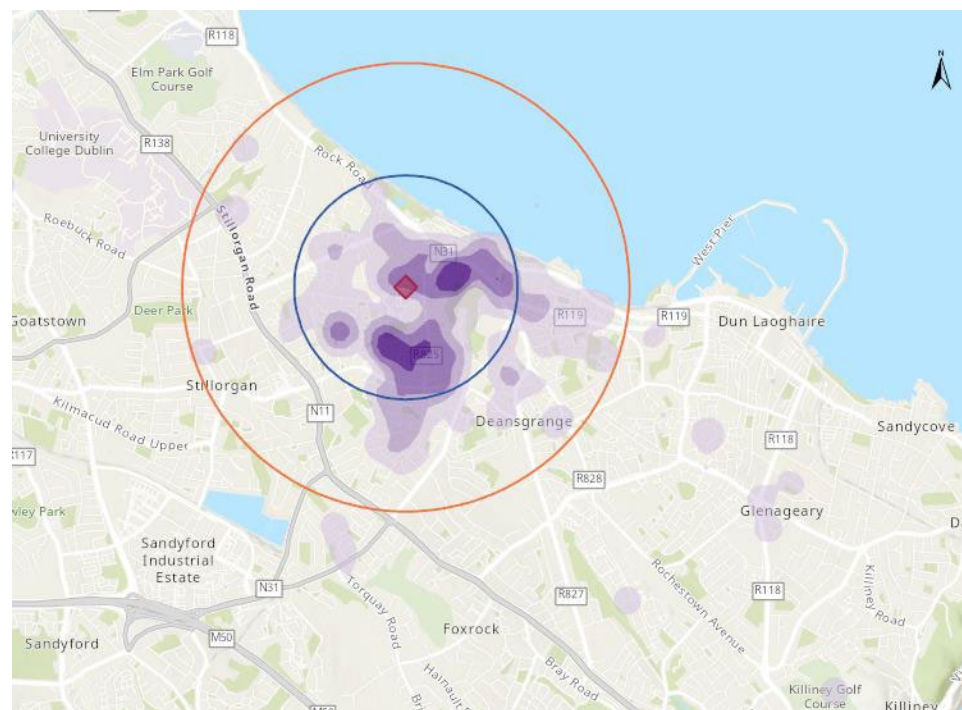 R118
N
Elm Park Golf
Course
University
College Dublin
R138
Rock Road
Roebuck Road
Stillorgan Road
West Pier
N31
Deer Park
Goatstown
R119
R119
Dun Laoghaire
R825
Stillorgan
N11
Deansgrange
Kilmacud Road Upper
Sandycove
R118
R117
R828
Glenageary
Sandyford
Industrial
Estate
N31
Torquay Road
R827
Rochestown Avenue
R118
Killiney Road
Foxrock
Sandyford
M50
Hainault
Bray Road
Killiney Golf
Course
Killiney